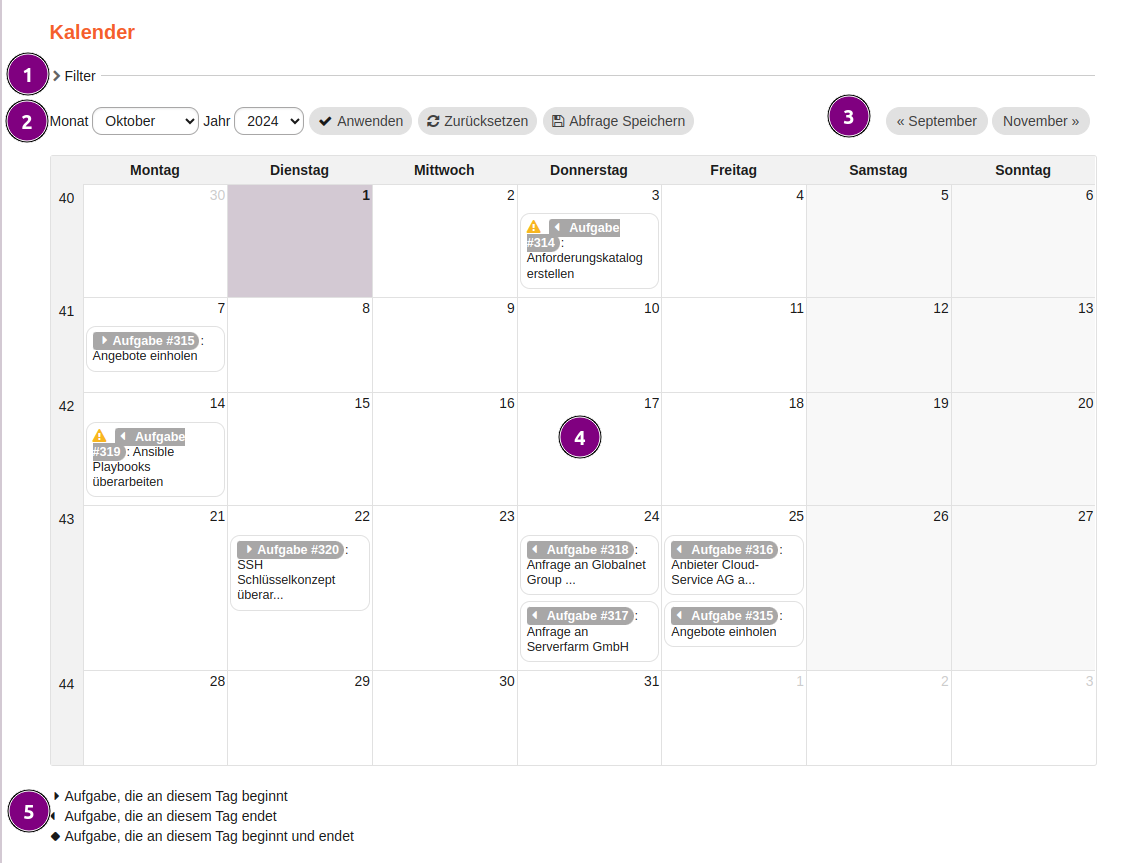 Kalender
1 Filter
2 Monat Oktober Jahr 2024 Anwenden Zurücksetzen Abfrage Speichern 3 « September November »
Montag Dienstag Mittwoch Donnerstag Freitag Samstag Sonntag
40 30 1 2 3 4 5 6
Aufgabe
#314 :
Anforderungskatalog
erstellen
41 7 8 9 10 11 12 13
Aufgabe #315 :
Angebote einholen
42 14 15 16 17 18 19 20
Aufgabe
#319 : Ansible
Playbooks
überarbeiten
4
43 21 22 23 24 25 26 27
Aufgabe #320 :
SSH
Schlüsselkonzept
überar...
Aufgabe #318 :
Anfrage an Globalnet
Group ...
Aufgabe #317 :
Anfrage an
Serverfarm GmbH
Aufgabe #316 :
Anbieter Cloud-
Service AG a...
Aufgabe #315 :
Angebote einholen
44 28 29 30 31 1 2 3
Aufgabe, die an diesem Tag beginnt
5 Aufgabe, die an diesem Tag endet
Aufgabe, die an diesem Tag beginnt und endet